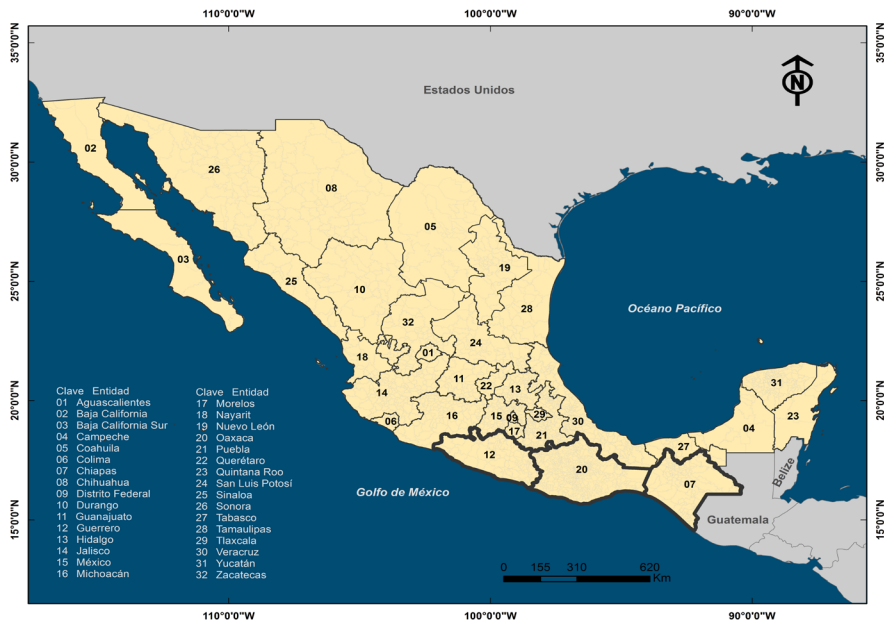 110°0'0"W 100°0'0"W 90°0'0"W
35°0'0"N 35°0'0"N
N
Estados Unidos
02
30°0'0"N 30°0'0"N
26
08
05
03
19
25°0'0"N 25°0'0"N
25
10
28
Océano Pacífico
32
24
18 01
31
11 22 13
14
20°0'0"N 20°0'0"N
23
16 15 09 29
06 30 04
17 21
27
12
20 07
Belize
Golfo de México
Guatemala
15°0'0"N 15°0'0"N
Clave Entidad
01 Aguascalientes
02 Baja California
03 Baja California Sur
04 Campeche
05 Coahuila
06 Colima
07 Chiapas
08 Chihuahua
09 Distrito Federal
10 Durango
11 Guanajuato
12 Guerrero
13 Hidalgo
14 Jalisco
15 México
16 Michoacán
Clave Entidad
17 Morelos
18 Nayarit
19 Nuevo León
20 Oaxaca
21 Puebla
22 Querétaro
23 Quintana Roo
24 San Luis Potosí
25 Sinaloa
26 Sonora
27 Tabasco
28 Tamaulipas
29 Tlaxcala
30 Veracruz
31 Yucatán
32 Zacatecas
0 155 310 620
Km
110°0'0"W 100°0'0"W 90°0'0"W